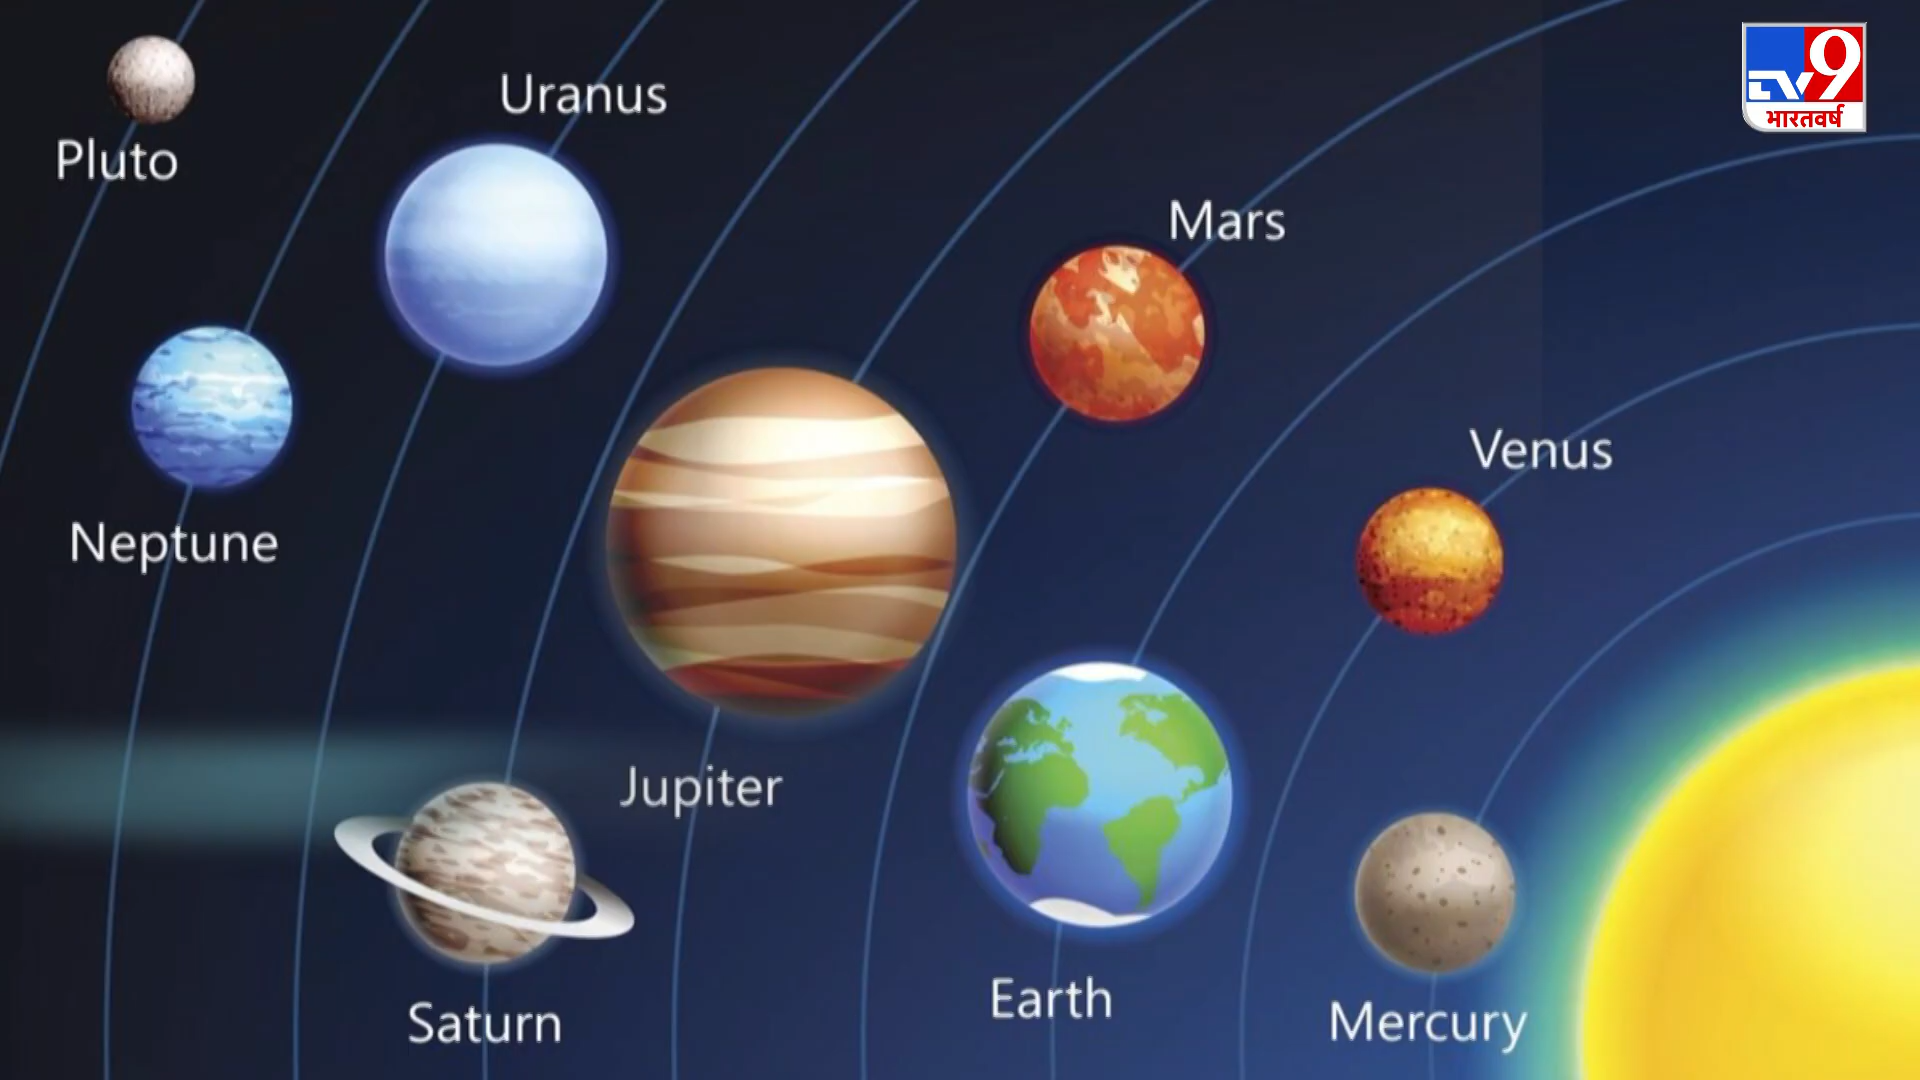 Pluto
Uranus
TV9
भारतवर्ष
Mars
Venus
Neptune
Jupiter
Earth
Saturn
Mercury